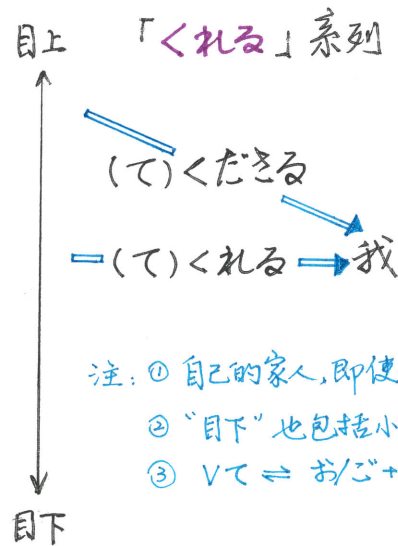 目上 「くれる」系列
(て)くださる
(て)くれる 我
注:① 自己的家人,即使
②“目下”也包括小
③ Vて ⇌ お/ご+
目下